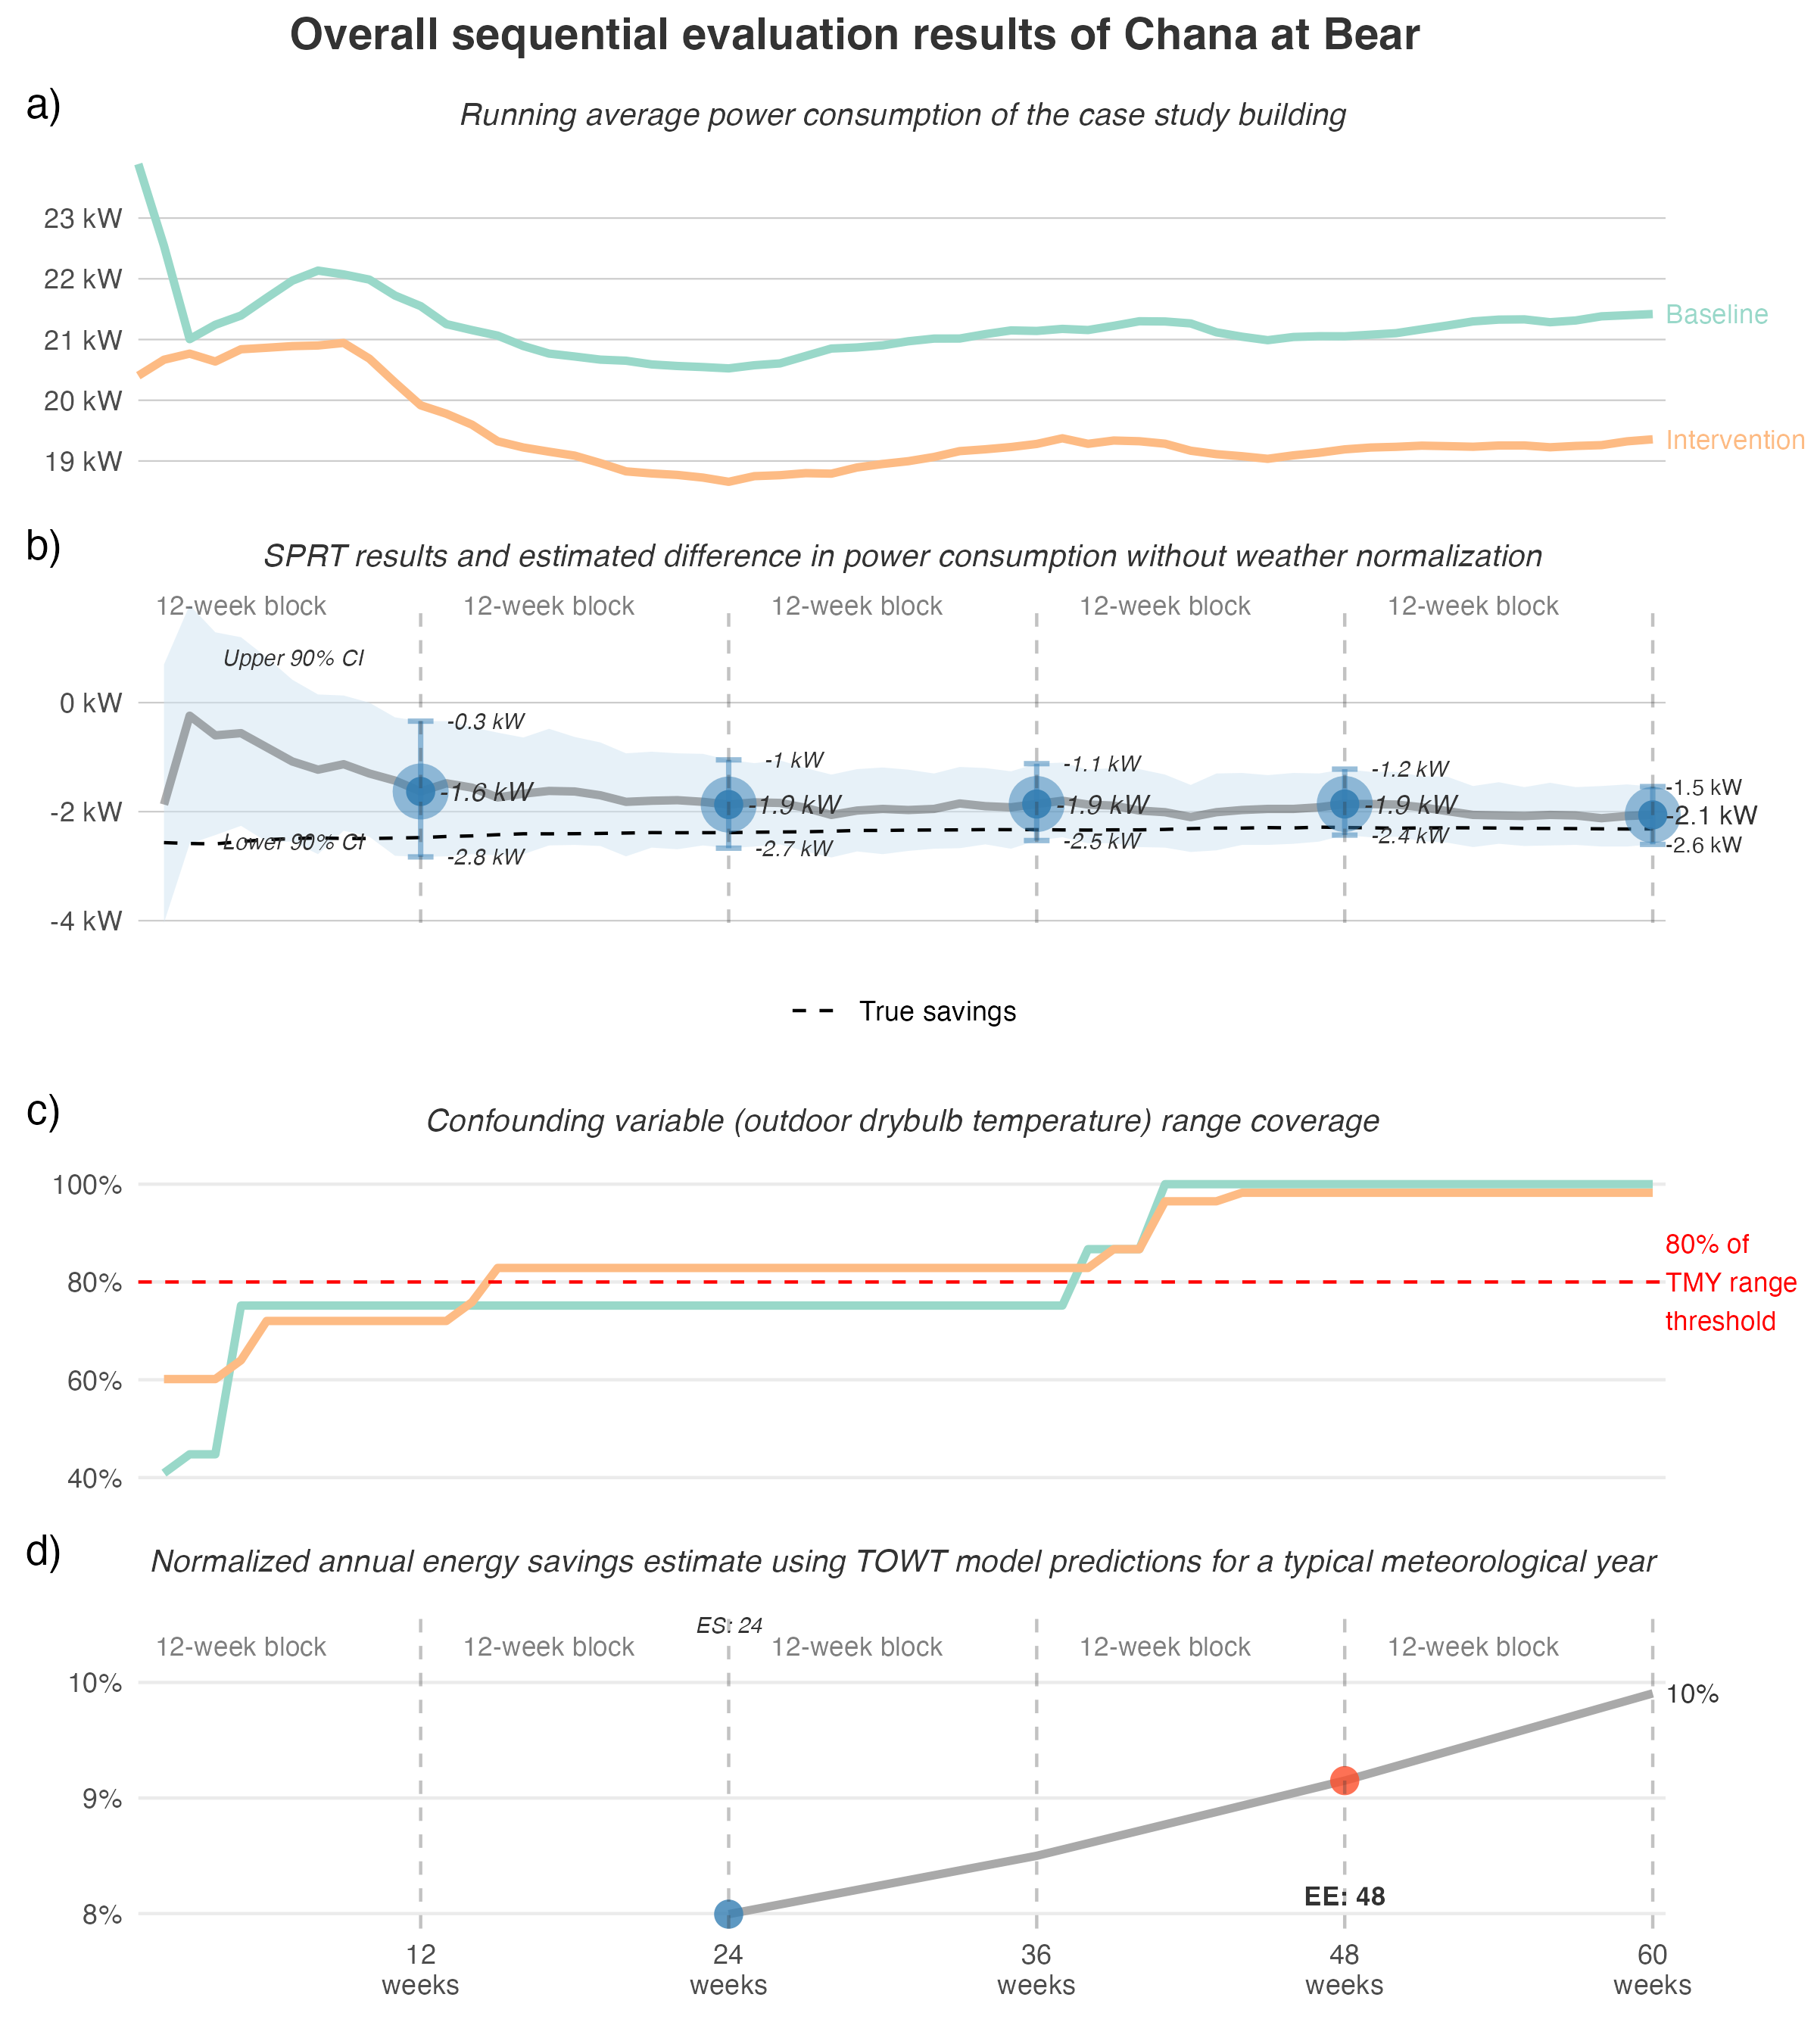 Overall sequential evaluation results of Chana at Bear
a)
Running average power consumption of the case study building
23 kW
22 kW
21 kW
20 kW
19 kW
Baseline
Intervention
b)
SPRT results and estimated difference in power consumption without weather normalization
12-week block 12-week block 12-week block 12-week block 12-week block
Upper 90% CI
Lower 90% CI
0 kW
-2 kW
-4 kW
-0.3 kW
-1.6 kW
-2.8 kW
-1 kW
-1.9 kW
-2.7 kW
-1.1 kW
-1.9 kW
-2.5 kW
-1.2 kW
-1.9 kW
-2.4 kW
-1.5 kW
-2.1 kW
-2.6 kW
True savings
c)
Confounding variable (outdoor drybulb temperature) range coverage
100%
80%
60%
40%
80% of
TMY range
threshold
d)
Normalized annual energy savings estimate using TOWT model predictions for a typical meteorological year
ES: 24
12-week block 12-week block 12-week block 12-week block 12-week block
10%
9%
8%
10%
EE: 48
12 24 36 48 60
weeks weeks weeks weeks weeks